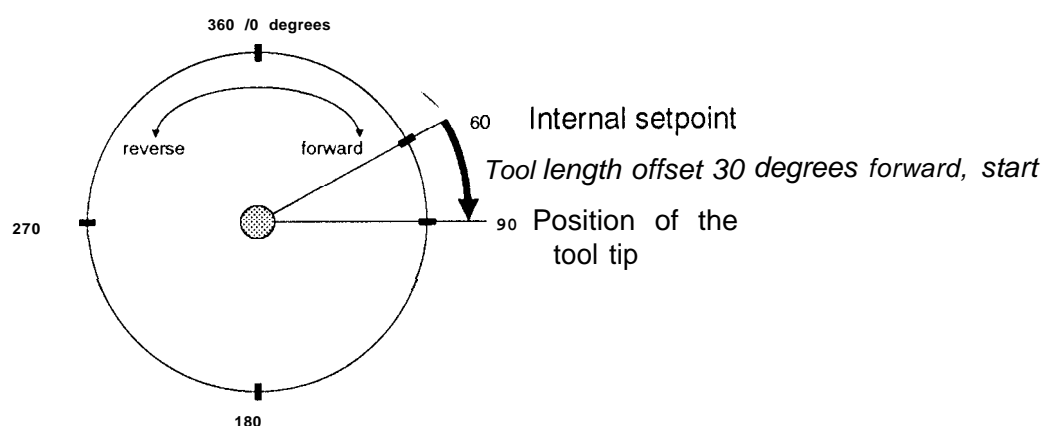 360 /0 degrees
reverse
forward
60 Internal setpoint
Tool length offset 30 degrees forward, start
270
90 Position of the
tool tip
180